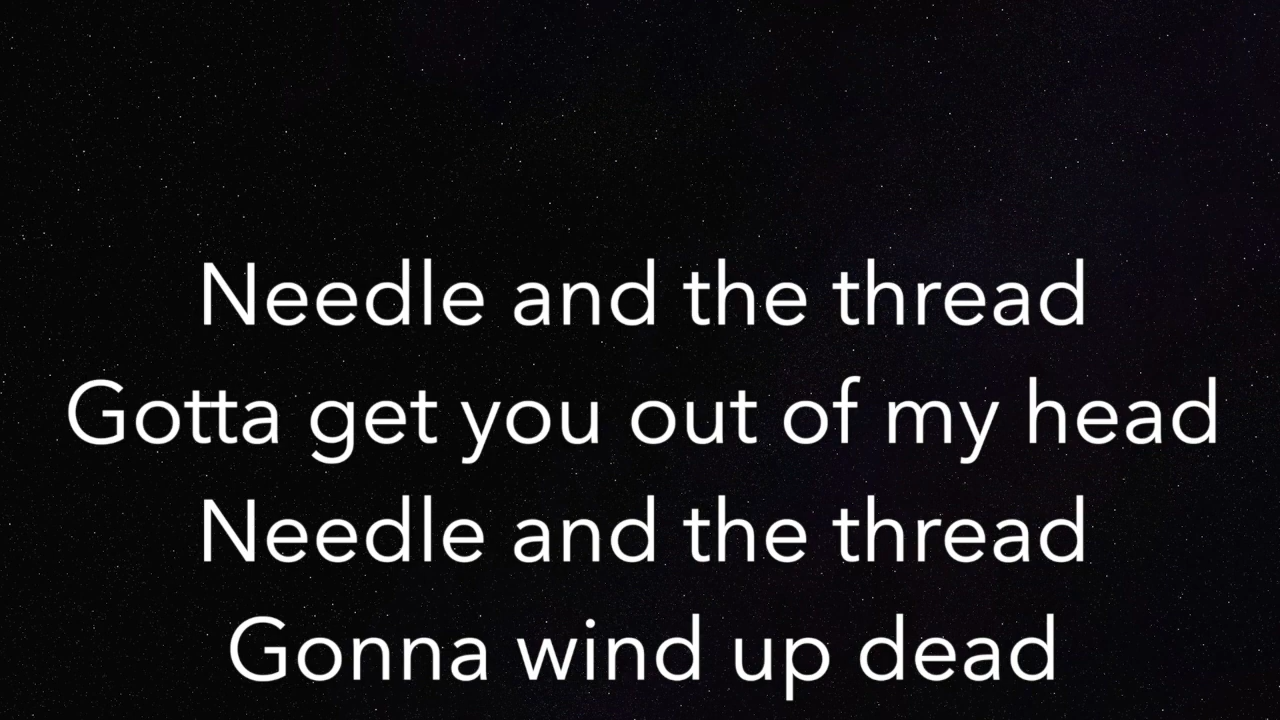 Needle and the thread
Gotta get you out of my head
Needle and the thread
Gonna wind up dead